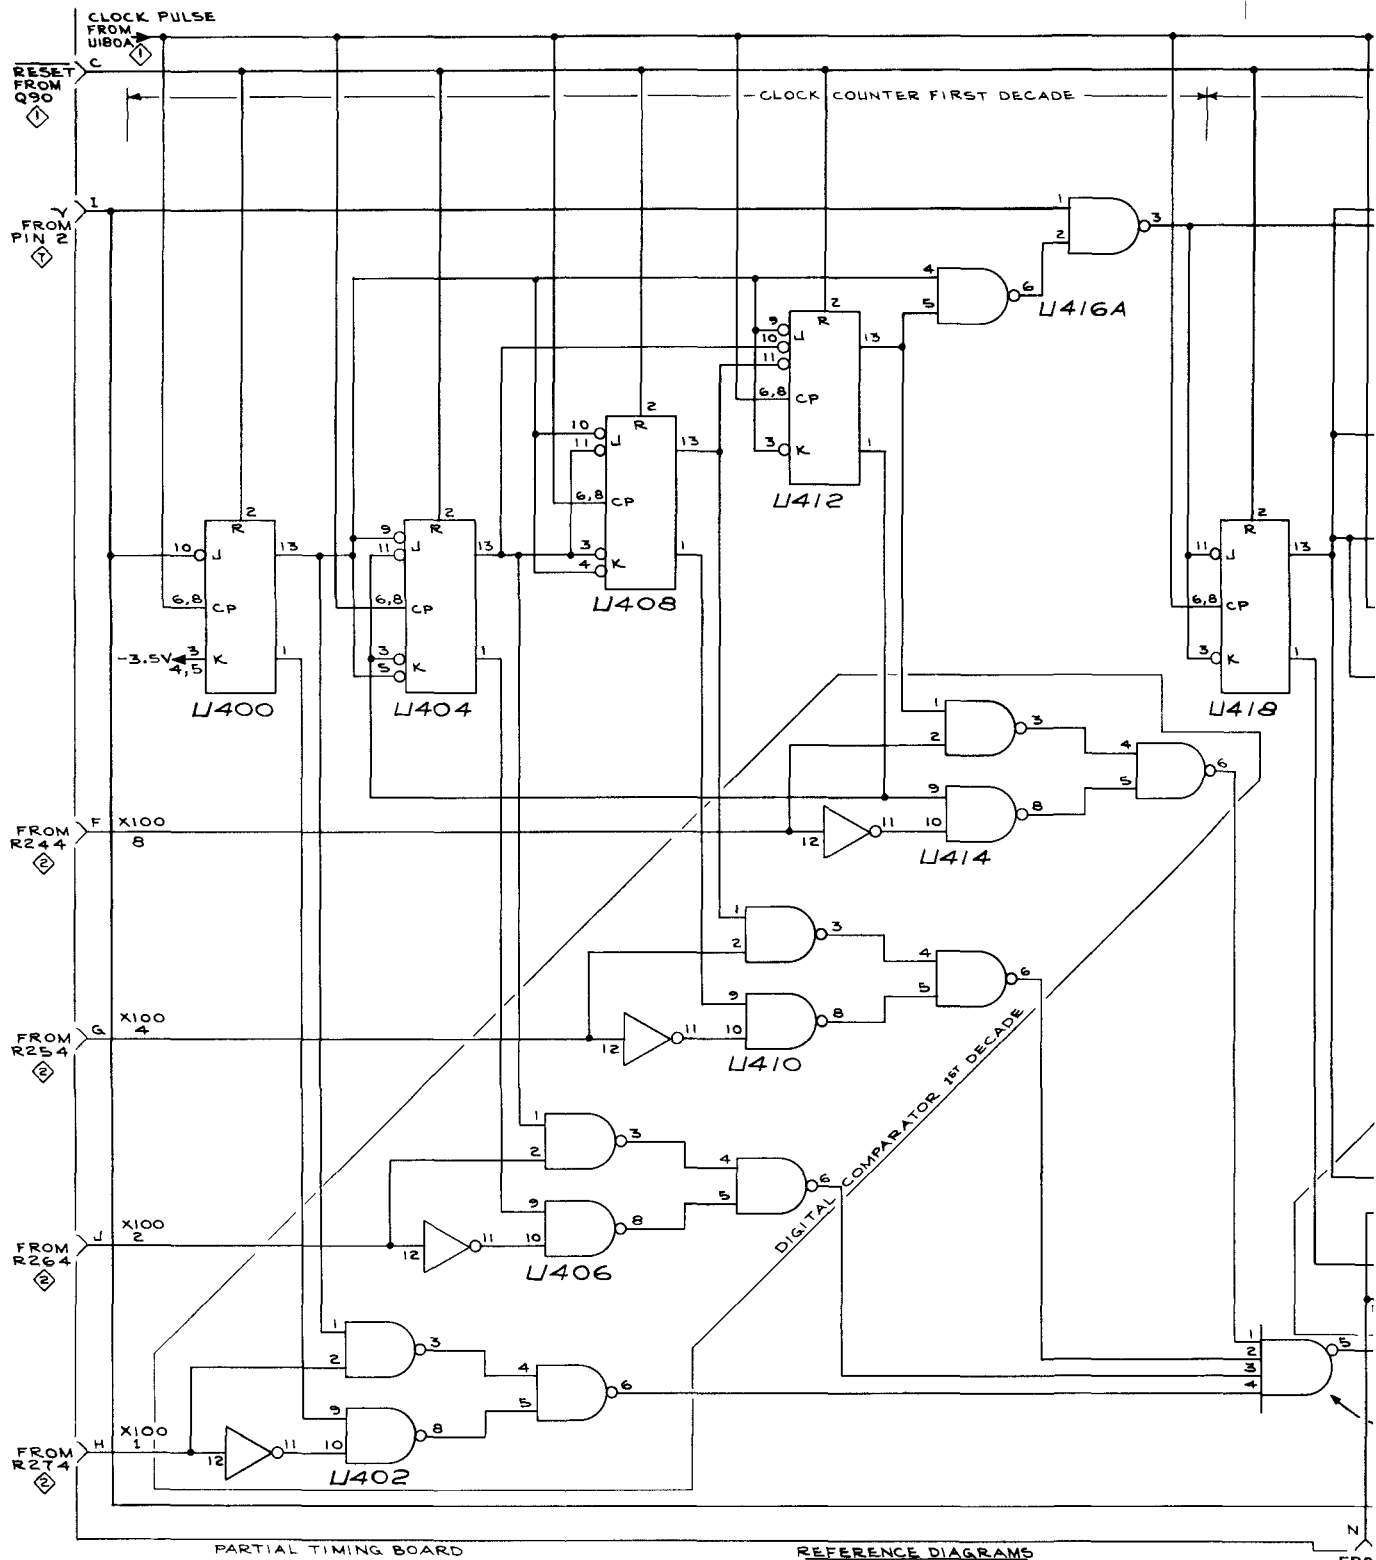 CLOCK PULSE
FROM
U180A
1
C
RESET
FROM
Q90
1
CLOCK COUNTER FIRST DECADE
I
Y
FROM
PIN 2
7
1
2
3
4
5
6
U416A
2
R
9
10
11
J
13
6,8
CP
3
K
1
U412
2
R
10
11
J
13
6,8
CP
3
4
K
1
U408
2
R
10
J
13
6,8
CP
-3.5V
3
4,5
K
1
U400
2
R
9
11
J
13
6,8
CP
3
5
K
1
U404
2
R
11
J
13
6,8
CP
3
K
1
U418
1
2
3
4
5
6
9
10
8
12
11
U414
F
X100
8
FROM
R244
2
1
2
3
4
5
6
9
10
8
12
11
U410
G
X100
4
FROM
R254
2
DIGITAL COMPARATOR 1ST DECADE
1
2
3
4
5
6
9
10
8
12
11
U406
J
X100
2
FROM
R264
2
1
2
3
4
5
6
9
10
8
12
11
U402
H
X100
1
FROM
R274
2
1
2
3
4
5
N
PARTIAL TIMING BOARD
REFERENCE DIAGRAMS